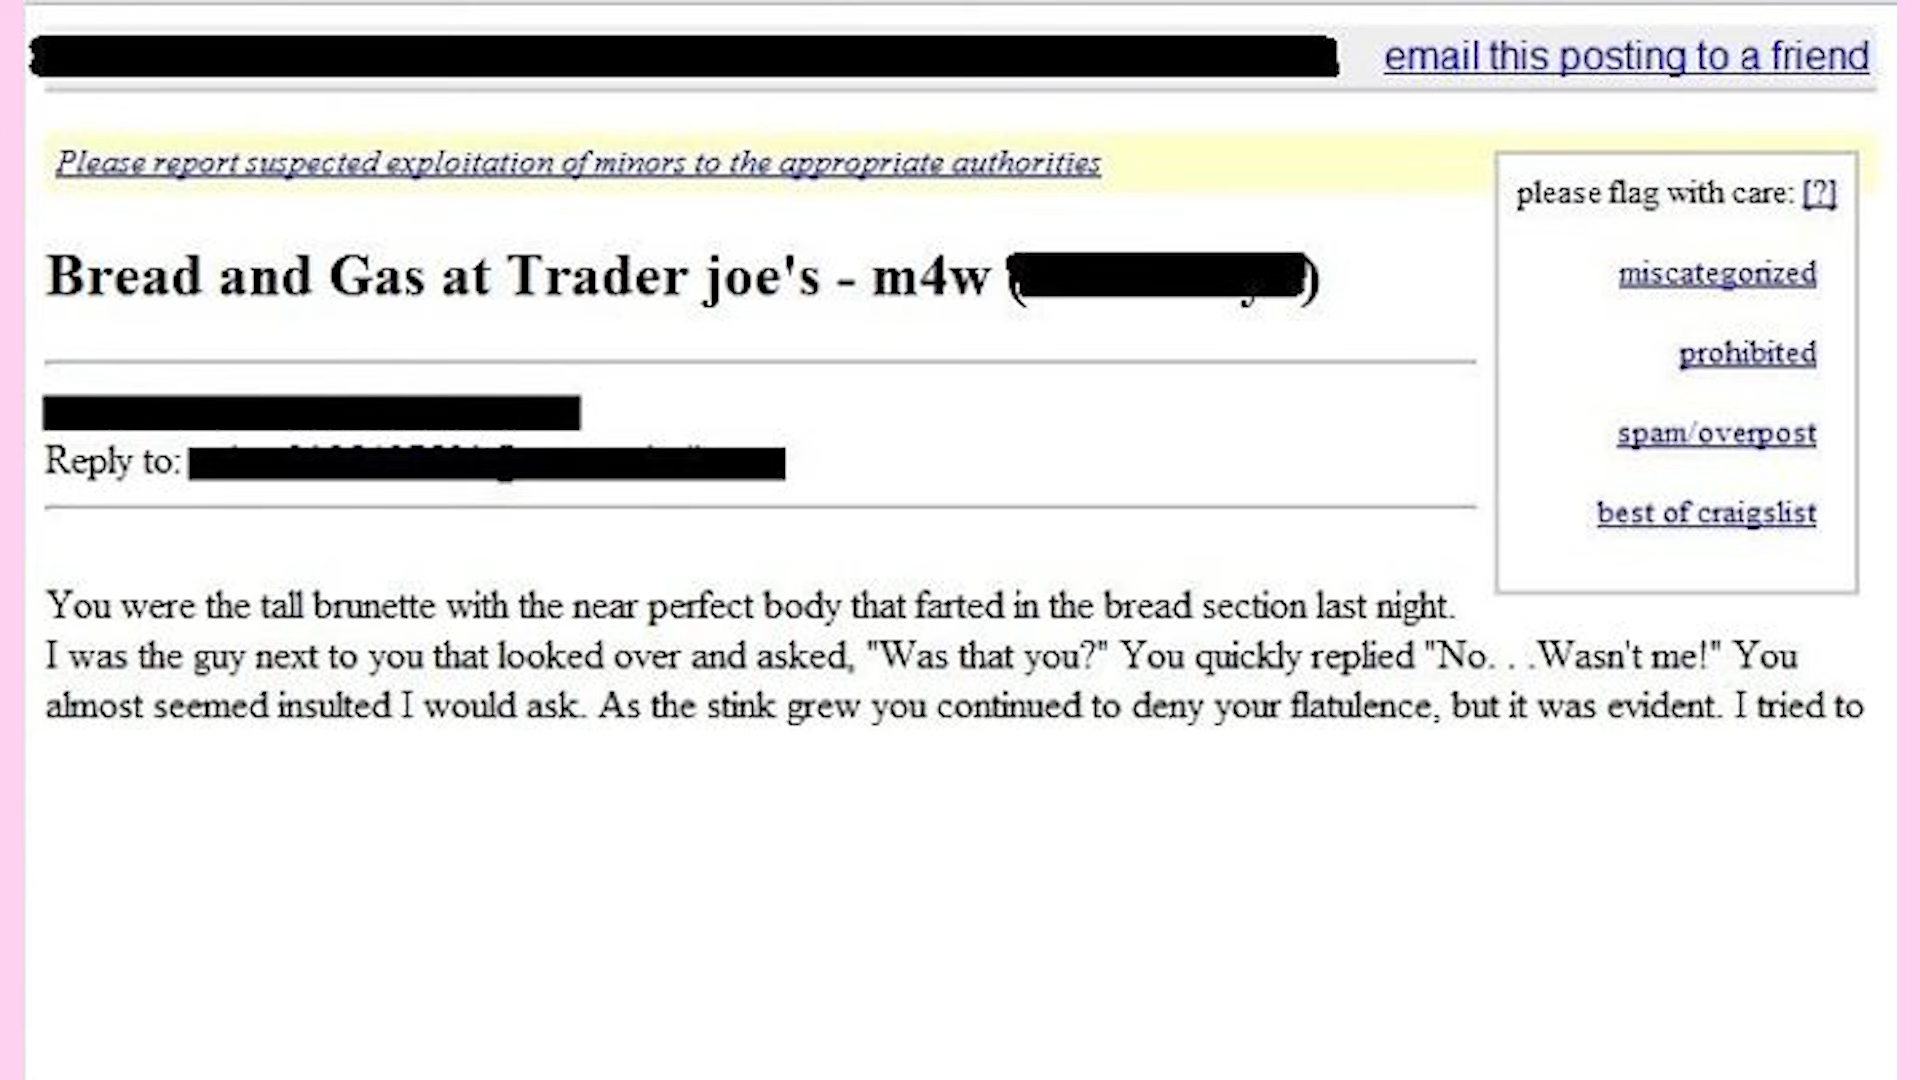 email this posting to a friend
Please report suspected exploitation of minors to the appropriate authorities
please flag with care: [?]
miscategorized
prohibited
spam/overpost
best of craigslist
Bread and Gas at Trader joe's - m4w ( )
Reply to:
You were the tall brunette with the near perfect body that farted in the bread section last night.
I was the guy next to you that looked over and asked, "Was that you?" You quickly replied "No. . .Wasn't me!" You
almost seemed insulted I would ask. As the stink grew you continued to deny your flatulence, but it was evident. I tried to